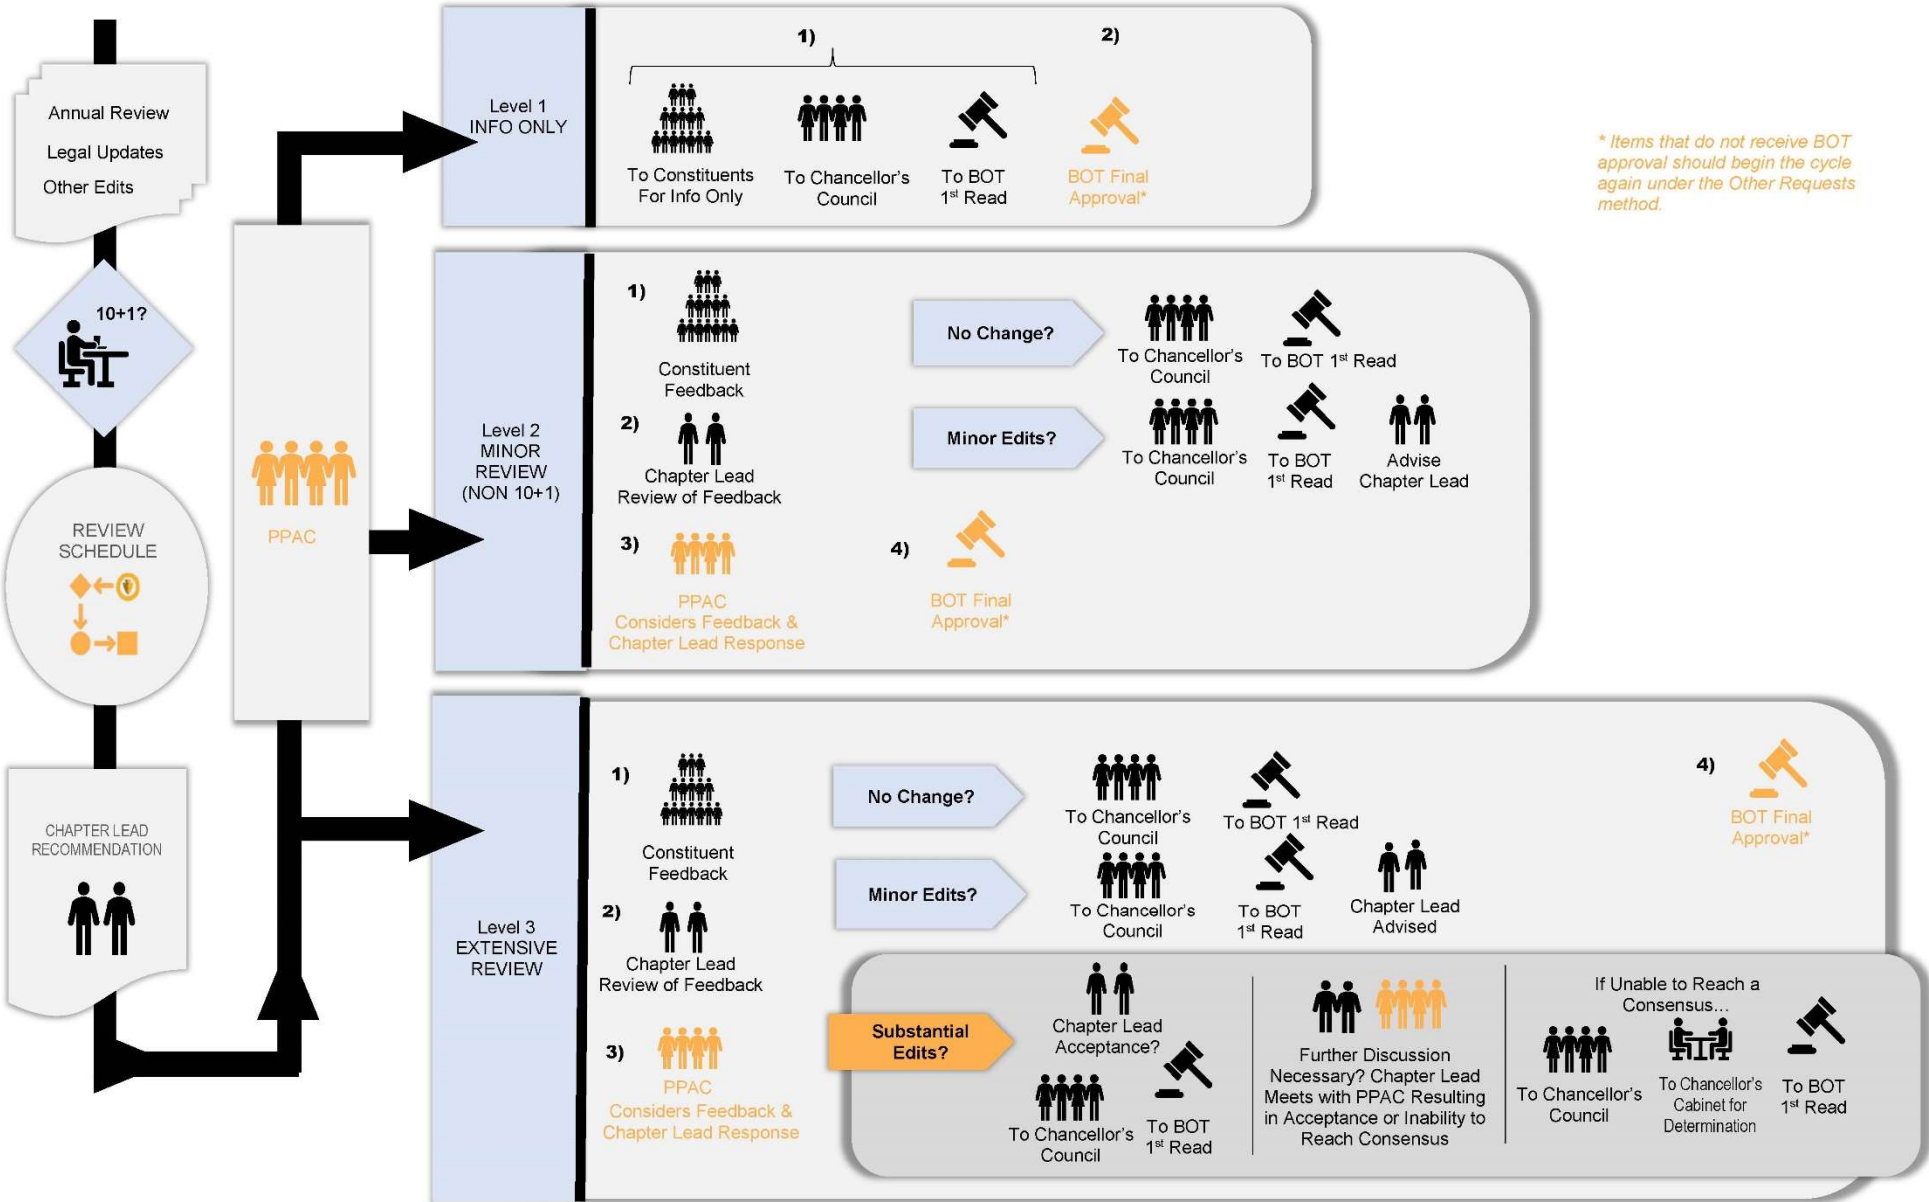 Annual Review
Legal Updates
Other Edits
10+1?
REVIEW
SCHEDULE
CHAPTER LEAD
RECOMMENDATION
PPAC
Level 1
INFO ONLY
1)
To Constituents
For Info Only
To Chancellor's
Council
To BOT
1st Read
2)
BOT Final
Approval*
* Items that do not receive BOT
approval should begin the cycle
again under the Other Requests
method.
Level 2
MINOR
REVIEW
(NON 10+1)
1)
Constituent
Feedback
2)
Chapter Lead
Review of Feedback
3)
PPAC
Considers Feedback &
Chapter Lead Response
No Change?
To Chancellor's
Council
To BOT 1st Read
Minor Edits?
To Chancellor's
Council
To BOT
1st Read
Advise
Chapter Lead
4)
BOT Final
Approval*
Level 3
EXTENSIVE
REVIEW
1)
Constituent
Feedback
2)
Chapter Lead
Review of Feedback
3)
PPAC
Considers Feedback &
Chapter Lead Response
No Change?
To Chancellor's
Council
To BOT 1st Read
Minor Edits?
To Chancellor's
Council
To BOT
1st Read
Chapter Lead
Advised
Substantial
Edits?
Chapter Lead
Acceptance?
To Chancellor's
Council
To BOT
1st Read
Further Discussion
Necessary? Chapter Lead
Meets with PPAC Resulting
in Acceptance or Inability to
Reach Consensus
If Unable to Reach a
Consensus...
To Chancellor's
Council
To Chancellor's
Cabinet for
Determination
To BOT
1st Read
4)
BOT Final
Approval*